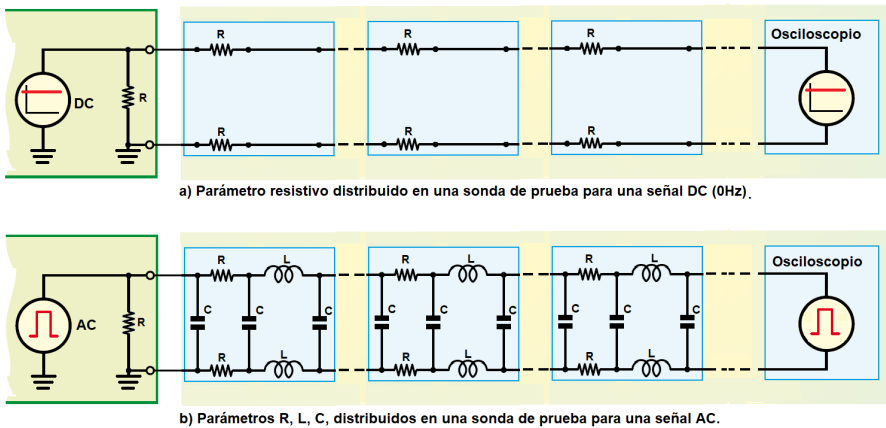 R R R Osciloscopio
DC R
R R R
a) Parámetro resistivo distribuido en una sonda de prueba para una señal DC (0Hz).
R L R L R L Osciloscopio
AC R C C C C C C C C C
R L R L R L
b) Parámetros R, L, C, distribuidos en una sonda de prueba para una señal AC.